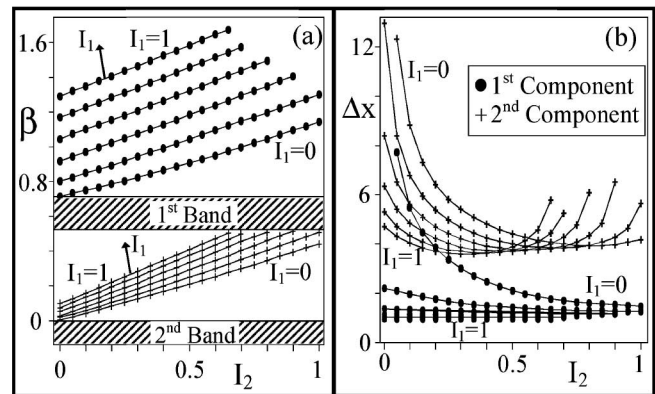 (a)
1.6
I₁
I₁=1
β
I₁=0
0.8
1st Band
I₁
I₁=1
I₁=0
0
2nd Band
0
0.5
I₂
1
(b)
12
I₁=0
1st Component
2nd Component
Δx
6
I₁=1
I₁=0
I₁=1
0
0
0.5
I₂
1